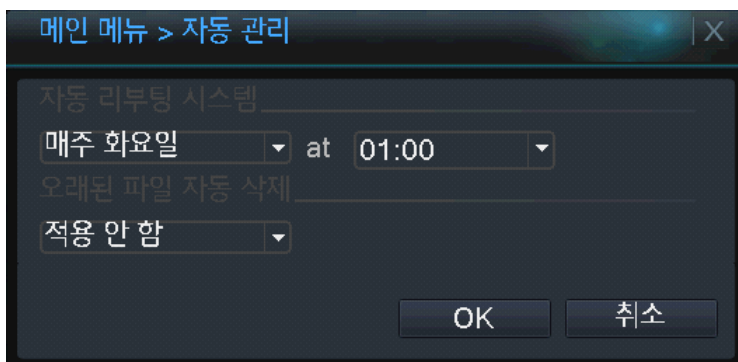 메인 메뉴 > 자동 관리 X
자동 리부팅 시스템
매주 화요일 at 01:00
오래된 파일 자동 삭제
적용 안 함
OK 취소